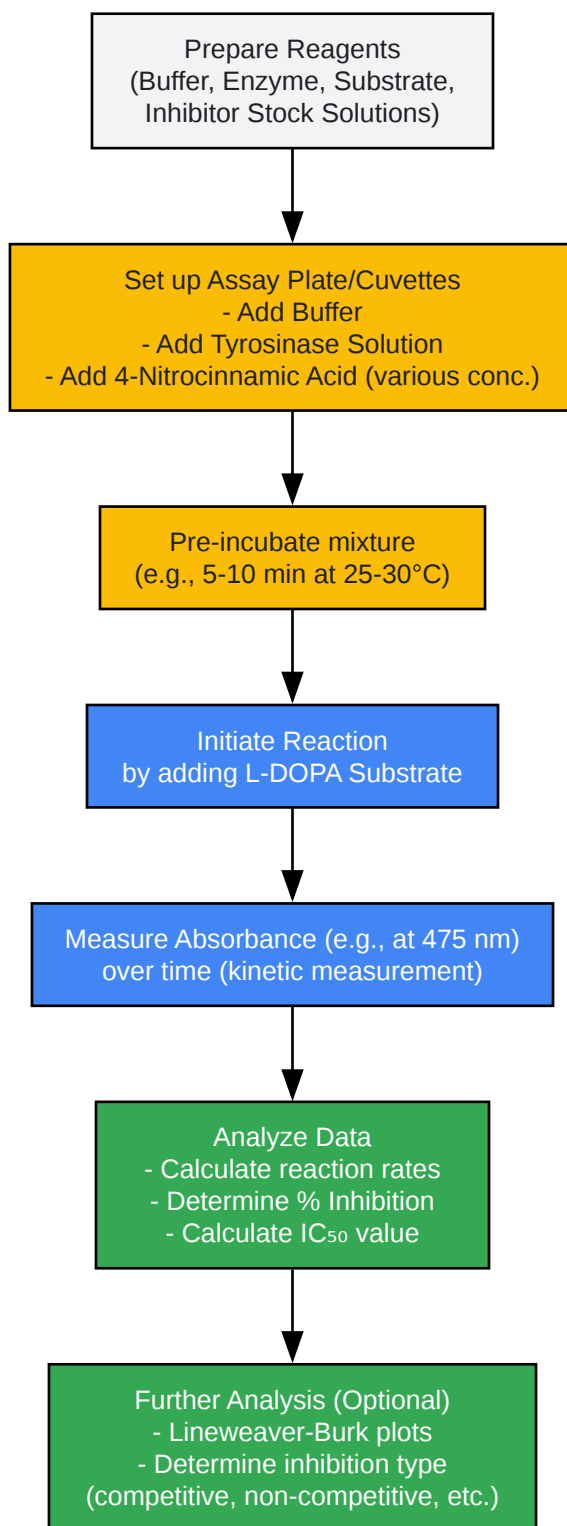 Prepare Reagents
(Buffer, Enzyme, Substrate,
Inhibitor Stock Solutions)
Set up Assay Plate/Cuvettes
- Add Buffer
- Add Tyrosinase Solution
- Add 4-Nitrocinnamic Acid (various conc.)
Pre-incubate mixture
(e.g., 5-10 min at 25-30°C)
Initiate Reaction
by adding L-DOPA Substrate
Measure Absorbance (e.g., at 475 nm)
over time (kinetic measurement)
Analyze Data
- Calculate reaction rates
- Determine % Inhibition
- Calculate IC₅₀ value
Further Analysis (Optional)
- Lineweaver-Burk plots
- Determine inhibition type
(competitive, non-competitive, etc.)